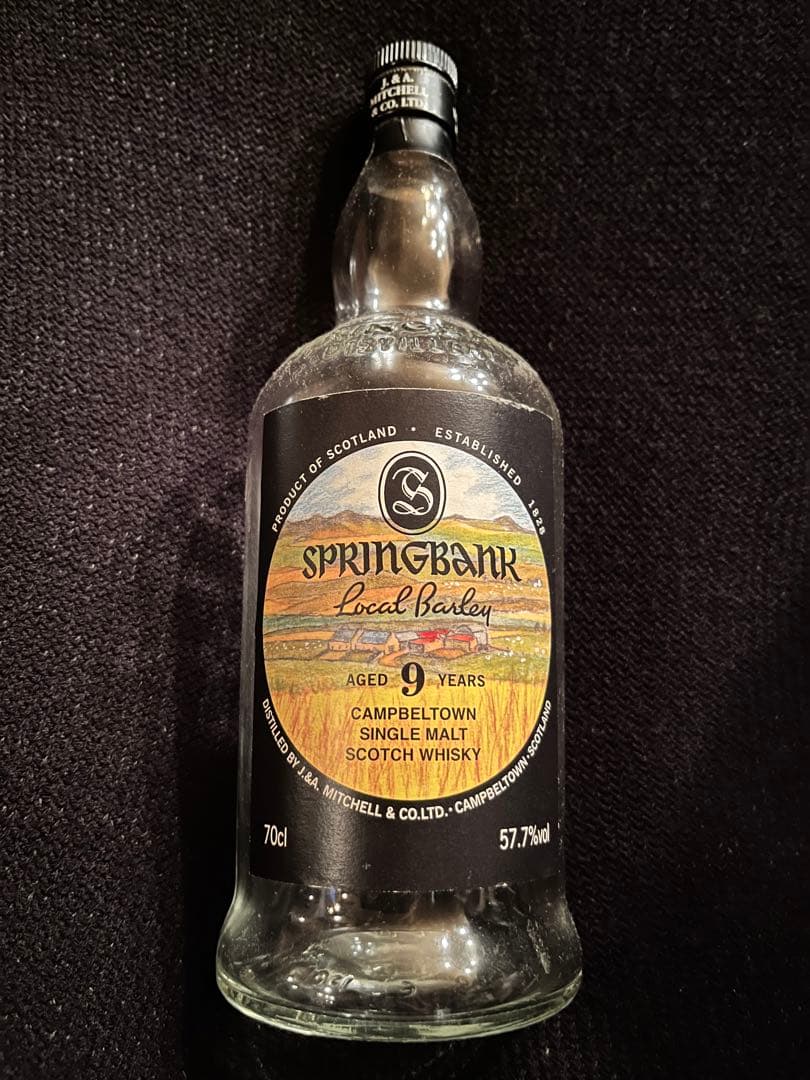 J. & A.
MITCHELL
& CO. LTD.
DISTILLERY
PRODUCT OF SCOTLAND • ESTABLISHED 1828
S
SPRINGBANK
Local Barley
AGED 9 YEARS
CAMPBELTOWN
SINGLE MALT
SCOTCH WHISKY
DISTILLED BY J.&A. MITCHELL & CO.LTD.•CAMPBELTOWN•SCOTLAND
70cl
57.7%vol